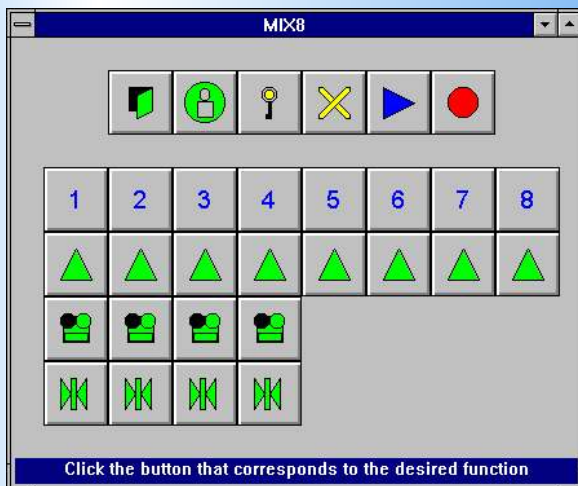 MIX8
1 2 3 4 5 6 7 8
Click the button that corresponds to the desired function